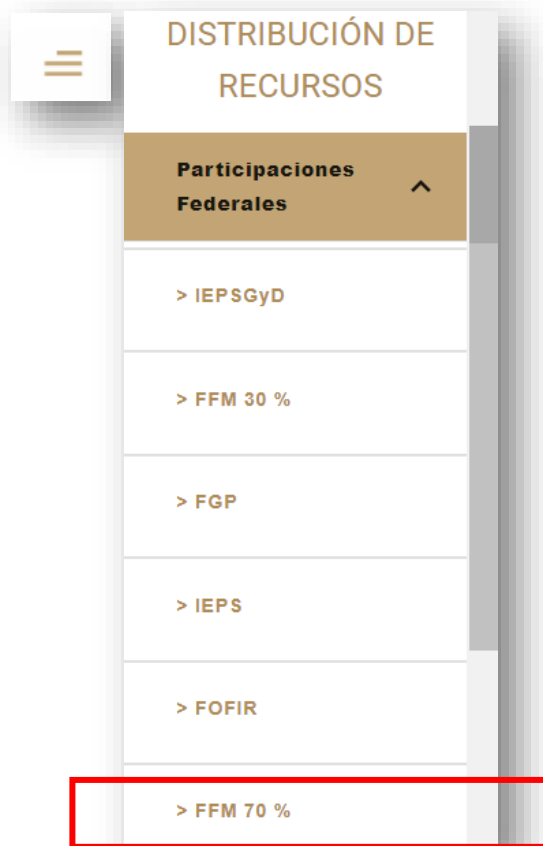 DISTRIBUCIÓN DE
RECURSOS
Participaciones
Federales
> IEPSGyD
> FFM 30 %
> FGP
> IEPS
> FOFIR
> FFM 70 %